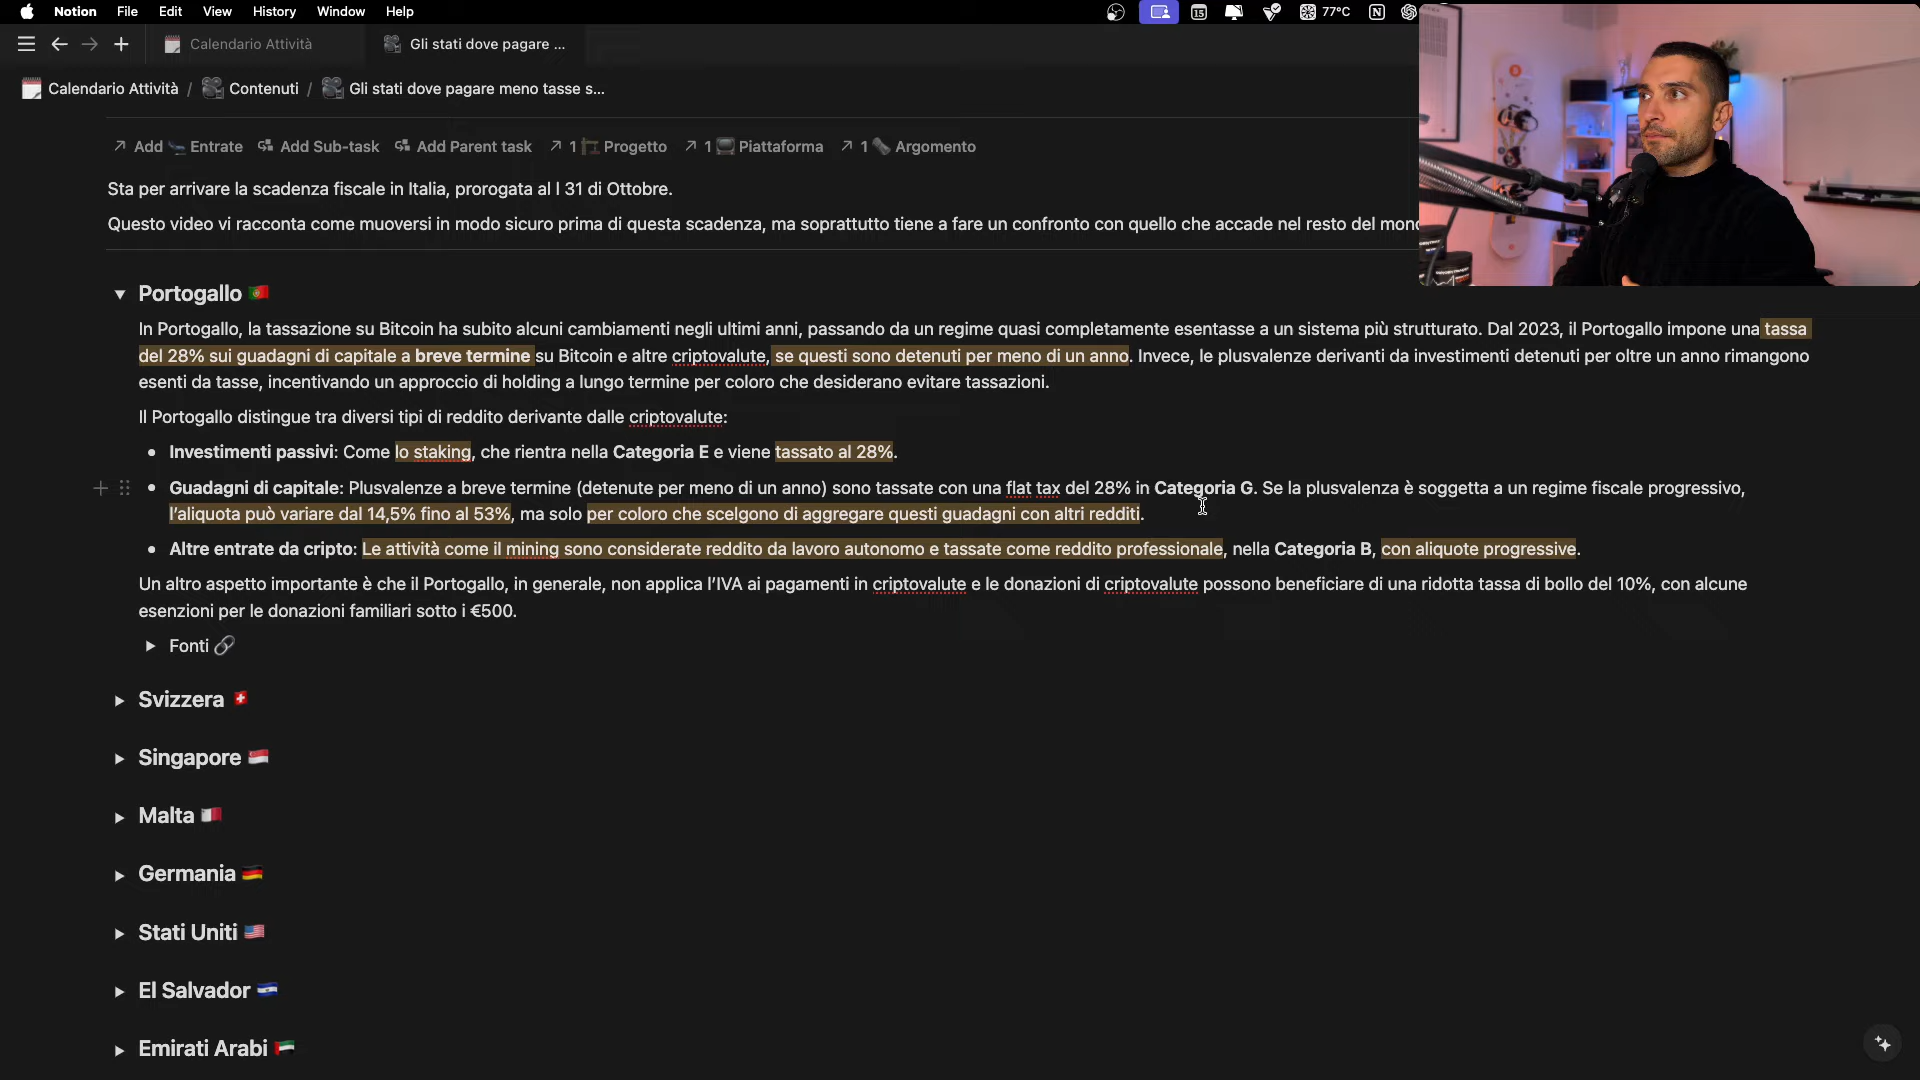 Notion File Edit View History Window Help 15 77°C
Calendario Attività Gli stati dove pagare ...
Calendario Attività / Contenuti / Gli stati dove pagare meno tasse s...
Add Entrate Add Sub-task Add Parent task 1 Progetto 1 Piattaforma 1 Argomento
Sta per arrivare la scadenza fiscale in Italia, prorogata al l 31 di Ottobre.
Questo video vi racconta come muoversi in modo sicuro prima di questa scadenza, ma soprattutto tiene a fare un confronto con quello che accade nel resto del
Portogallo
In Portogallo, la tassazione su Bitcoin ha subito alcuni cambiamenti negli ultimi anni, passando da un regime quasi completamente esentasse a un sistema più strutturato. Dal 2023, il Portogallo impone una tassa
del 28% sui guadagni di capitale a breve termine su Bitcoin e altre criptovalute, se questi sono detenuti per meno di un anno. Invece, le plusvalenze derivanti da investimenti detenuti per oltre un anno rimangono
esenti da tasse, incentivando un approccio di holding a lungo termine per coloro che desiderano evitare tassazioni.
Il Portogallo distingue tra diversi tipi di reddito derivante dalle criptovalute:
• Investimenti passivi: Come lo staking, che rientra nella Categoria E e viene tassato al 28%.
• Guadagni di capitale: Plusvalenze a breve termine (detenute per meno di un anno) sono tassate con una flat tax del 28% in Categoria G. Se la plusvalenza è soggetta a un regime fiscale progressivo,
l'aliquota può variare dal 14,5% fino al 53%, ma solo per coloro che scelgono di aggregare questi guadagni con altri redditi.
• Altre entrate da cripto: Le attività come il mining sono considerate reddito da lavoro autonomo e tassate come reddito professionale, nella Categoria B, con aliquote progressive.
Un altro aspetto importante è che il Portogallo, in generale, non applica l'IVA ai pagamenti in criptovalute e le donazioni di criptovalute possono beneficiare di una ridotta tassa di bollo del 10%, con alcune
esenzioni per le donazioni familiari sotto i €500.
Fonti
Svizzera
Singapore
Malta
Germania
Stati Uniti
El Salvador
Emirati Arabi